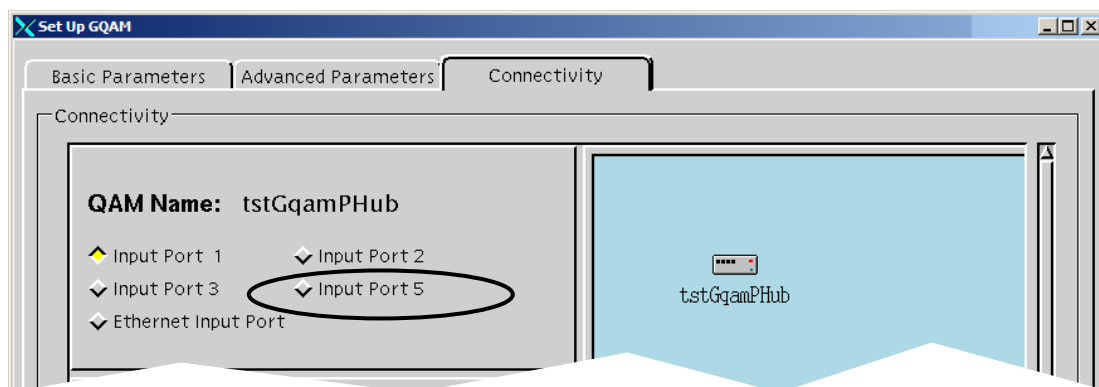 Set Up GQAM
Basic Parameters Advanced Parameters Connectivity
Connectivity
QAM Name: tstGqamPHub
Input Port 1 Input Port 2
Input Port 3 Input Port 5
Ethernet Input Port
tstGqamPHub